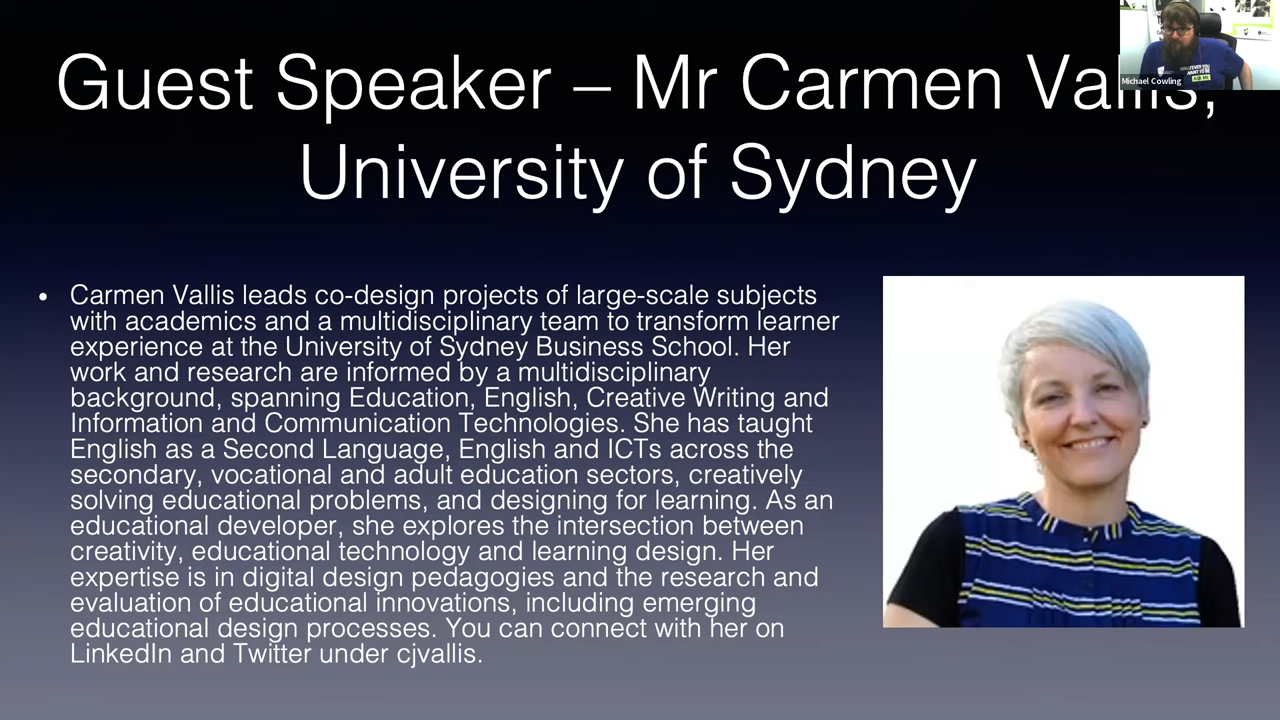 Guest Speaker – Mr Carmen Vallis,
University of Sydney
Michael Cowling
• Carmen Vallis leads co-design projects of large-scale subjects
with academics and a multidisciplinary team to transform learner
experience at the University of Sydney Business School. Her
work and research are informed by a multidisciplinary
background, spanning Education, English, Creative Writing and
Information and Communication Technologies. She has taught
English as a Second Language, English and ICTs across the
secondary, vocational and adult education sectors, creatively
solving educational problems, and designing for learning. As an
educational developer, she explores the intersection between
creativity, educational technology and learning design. Her
expertise is in digital design pedagogies and the research and
evaluation of educational innovations, including emerging
educational design processes. You can connect with her on
LinkedIn and Twitter under cjvallis.